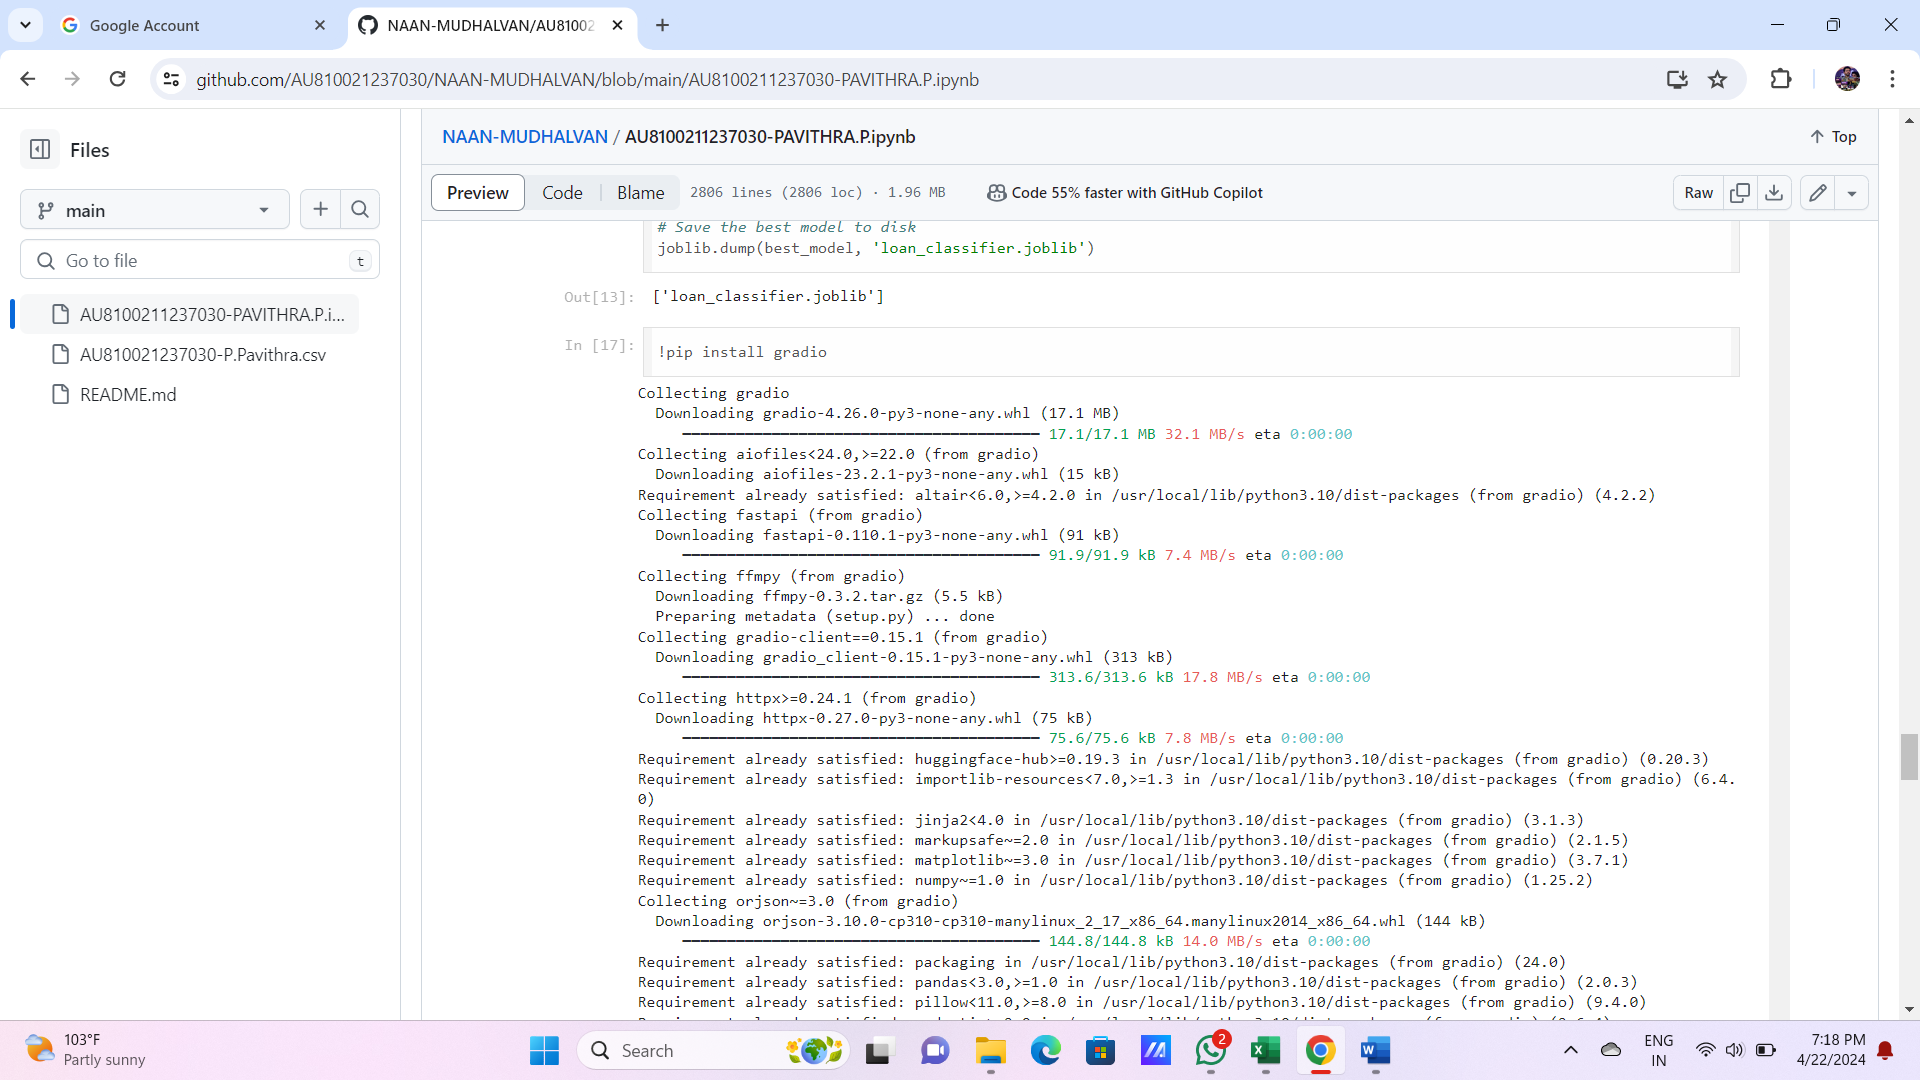 Google Account
NAAN-MUDHALVAN/AU81002
github.com/AU810021237030/NAAN-MUDHALVAN/blob/main/AU8100211237030-PAVITHRA.P.ipynb
Files
main
Go to file
t
AU8100211237030-PAVITHRA.P.i...
AU810021237030-P.Pavithra.csv
README.md
NAAN-MUDHALVAN / AU8100211237030-PAVITHRA.P.ipynb
Top
Preview
Code
Blame
2806 lines (2806 loc) · 1.96 MB
Code 55% faster with GitHub Copilot
Raw
# Save the best model to disk
joblib.dump(best_model, 'loan_classifier.joblib')
Out[13]: ['loan_classifier.joblib']
In [17]: !pip install gradio
Collecting gradio
Downloading gradio-4.26.0-py3-none-any.whl (17.1 MB)
17.1/17.1 MB 32.1 MB/s eta 0:00:00
Collecting aiofiles<24.0,>=22.0 (from gradio)
Downloading aiofiles-23.2.1-py3-none-any.whl (15 kB)
Requirement already satisfied: altair<6.0,>=4.2.0 in /usr/local/lib/python3.10/dist-packages (from gradio) (4.2.2)
Collecting fastapi (from gradio)
Downloading fastapi-0.110.1-py3-none-any.whl (91 kB)
91.9/91.9 kB 7.4 MB/s eta 0:00:00
Collecting ffmpy (from gradio)
Downloading ffmpy-0.3.2.tar.gz (5.5 kB)
Preparing metadata (setup.py) ... done
Collecting gradio-client==0.15.1 (from gradio)
Downloading gradio_client-0.15.1-py3-none-any.whl (313 kB)
313.6/313.6 kB 17.8 MB/s eta 0:00:00
Collecting httpx>=0.24.1 (from gradio)
Downloading httpx-0.27.0-py3-none-any.whl (75 kB)
75.6/75.6 kB 7.8 MB/s eta 0:00:00
Requirement already satisfied: huggingface-hub>=0.19.3 in /usr/local/lib/python3.10/dist-packages (from gradio) (0.20.3)
Requirement already satisfied: importlib-resources<7.0,>=1.3 in /usr/local/lib/python3.10/dist-packages (from gradio) (6.4.
0)
Requirement already satisfied: jinja2<4.0 in /usr/local/lib/python3.10/dist-packages (from gradio) (3.1.3)
Requirement already satisfied: markupsafe~=2.0 in /usr/local/lib/python3.10/dist-packages (from gradio) (2.1.5)
Requirement already satisfied: matplotlib~=3.0 in /usr/local/lib/python3.10/dist-packages (from gradio) (3.7.1)
Requirement already satisfied: numpy~=1.0 in /usr/local/lib/python3.10/dist-packages (from gradio) (1.25.2)
Collecting orjson~=3.0 (from gradio)
Downloading orjson-3.10.0-cp310-cp310-manylinux_2_17_x86_64.manylinux2014_x86_64.whl (144 kB)
144.8/144.8 kB 14.0 MB/s eta 0:00:00
Requirement already satisfied: packaging in /usr/local/lib/python3.10/dist-packages (from gradio) (24.0)
Requirement already satisfied: pandas<3.0,>=1.0 in /usr/local/lib/python3.10/dist-packages (from gradio) (2.0.3)
Requirement already satisfied: pillow<11.0,>=8.0 in /usr/local/lib/python3.10/dist-packages (from gradio) (9.4.0)
103°F
Partly sunny
Search
2
ENG
IN
7:18 PM
4/22/2024